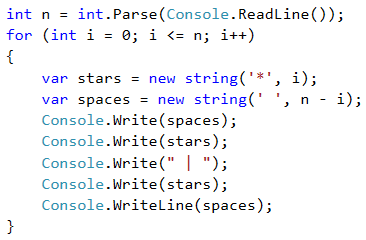 int n = int.Parse(Console.ReadLine());
for (int i = 0; i <= n; i++)
{
    var stars = new string('*', i);
    var spaces = new string(' ', n - i);
    Console.Write(spaces);
    Console.Write(stars);
    Console.Write(" | ");
    Console.Write(stars);
    Console.WriteLine(spaces);
}